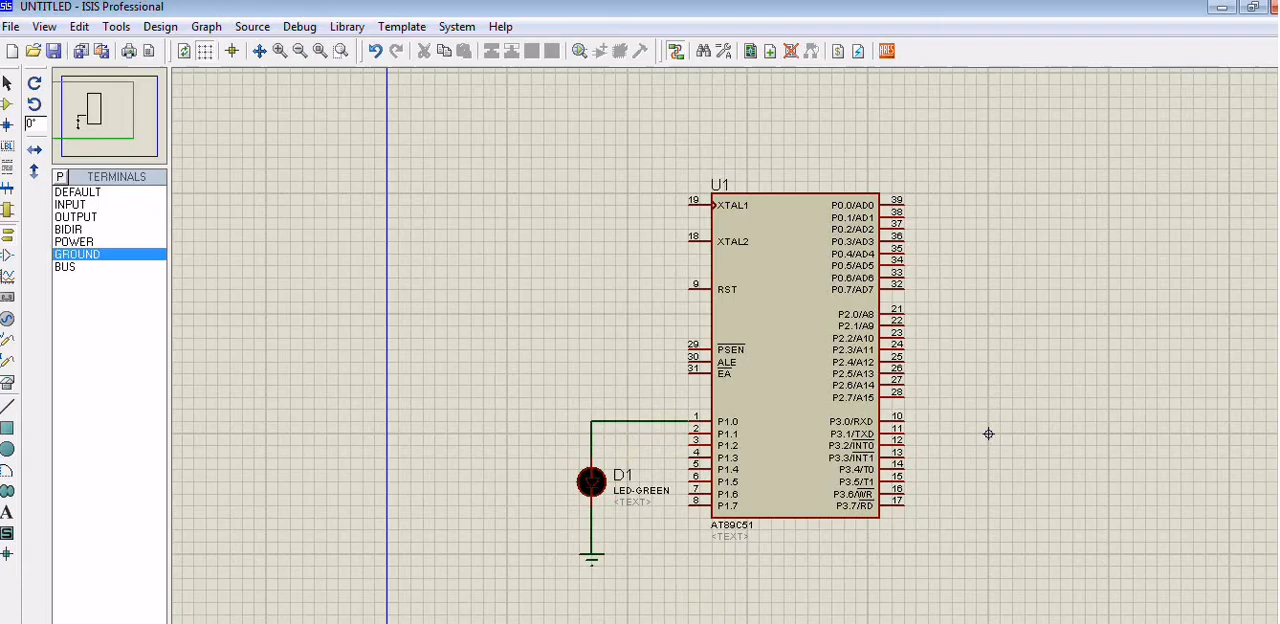 UNTITLED - ISIS Professional
File View Edit Tools Design Graph Source Debug Library Template System Help
0°
LBL
A
S
$
ARES
P TERMINALS
DEFAULT
INPUT
OUTPUT
BIDIR
POWER
GROUND
BUS
U1
19 XTAL1 P0.0/AD0 39
P0.1/AD1 38
P0.2/AD2 37
18 XTAL2 P0.3/AD3 36
P0.4/AD4 35
P0.5/AD5 34
P0.6/AD6 33
9 RST P0.7/AD7 32
P2.0/A8 21
P2.1/A9 22
P2.2/A10 23
29 PSEN P2.3/A11 24
30 ALE P2.4/A12 25
31 EA P2.5/A13 26
P2.6/A14 27
P2.7/A15 28
1 P1.0 P3.0/RXD 10
2 P1.1 P3.1/TXD 11
3 P1.2 P3.2/INT0 12
4 P1.3 P3.3/INT1 13
5 P1.4 P3.4/T0 14
6 P1.5 P3.5/T1 15
7 P1.6 P3.6/WR 16
8 P1.7 P3.7/RD 17
AT89C51
<TEXT>
D1
LED-GREEN
<TEXT>